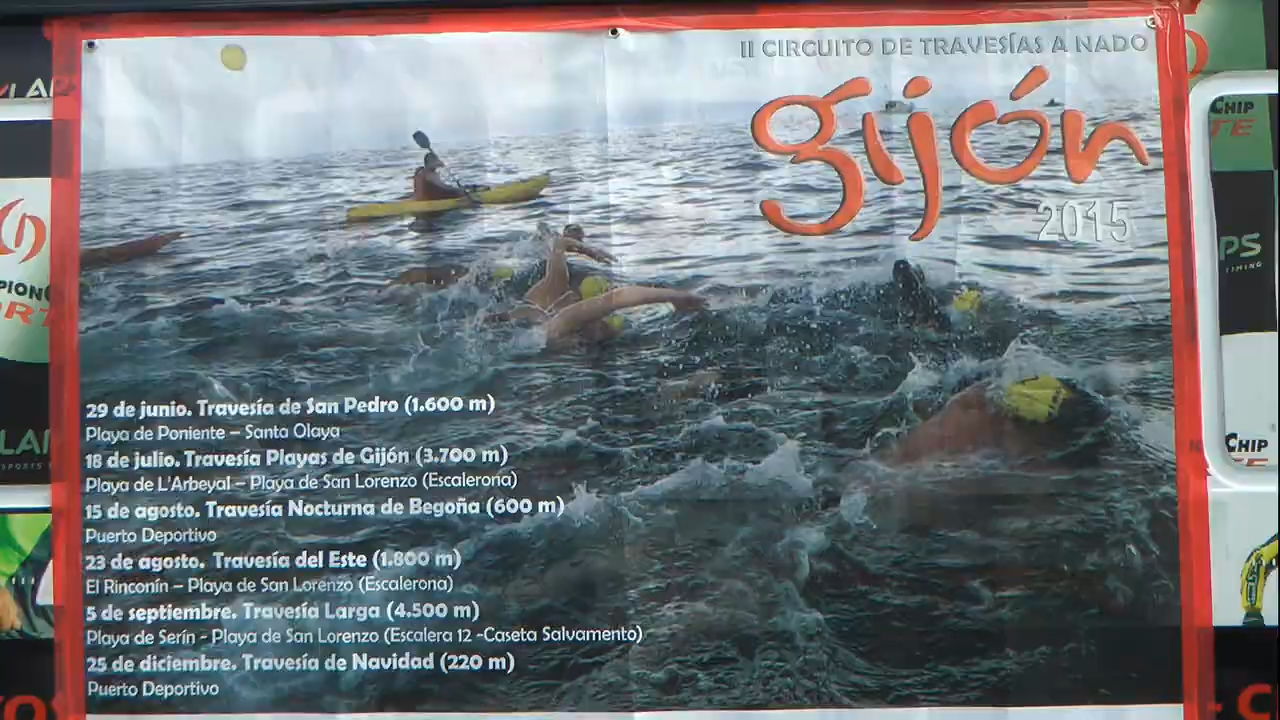 II CIRCUITO DE TRAVESÍAS A NADO
gijón
2015
29 de junio. Travesía de San Pedro (1.600 m)
Playa de Poniente – Santa Olaya
18 de julio. Travesía Playas de Gijón (3.700 m)
Playa de L'Arbeyal – Playa de San Lorenzo (Escalerona)
15 de agosto. Travesía Nocturna de Begoña (600 m)
Puerto Deportivo
23 de agosto. Travesía del Este (1.800 m)
El Rinconín – Playa de San Lorenzo (Escalerona)
5 de septiembre. Travesía Larga (4.500 m)
Playa de Serín - Playa de San Lorenzo (Escalera 12 -Caseta Salvamento)
25 de diciembre. Travesía de Navidad (220 m)
Puerto Deportivo
CHIP
CHIP
TIMING